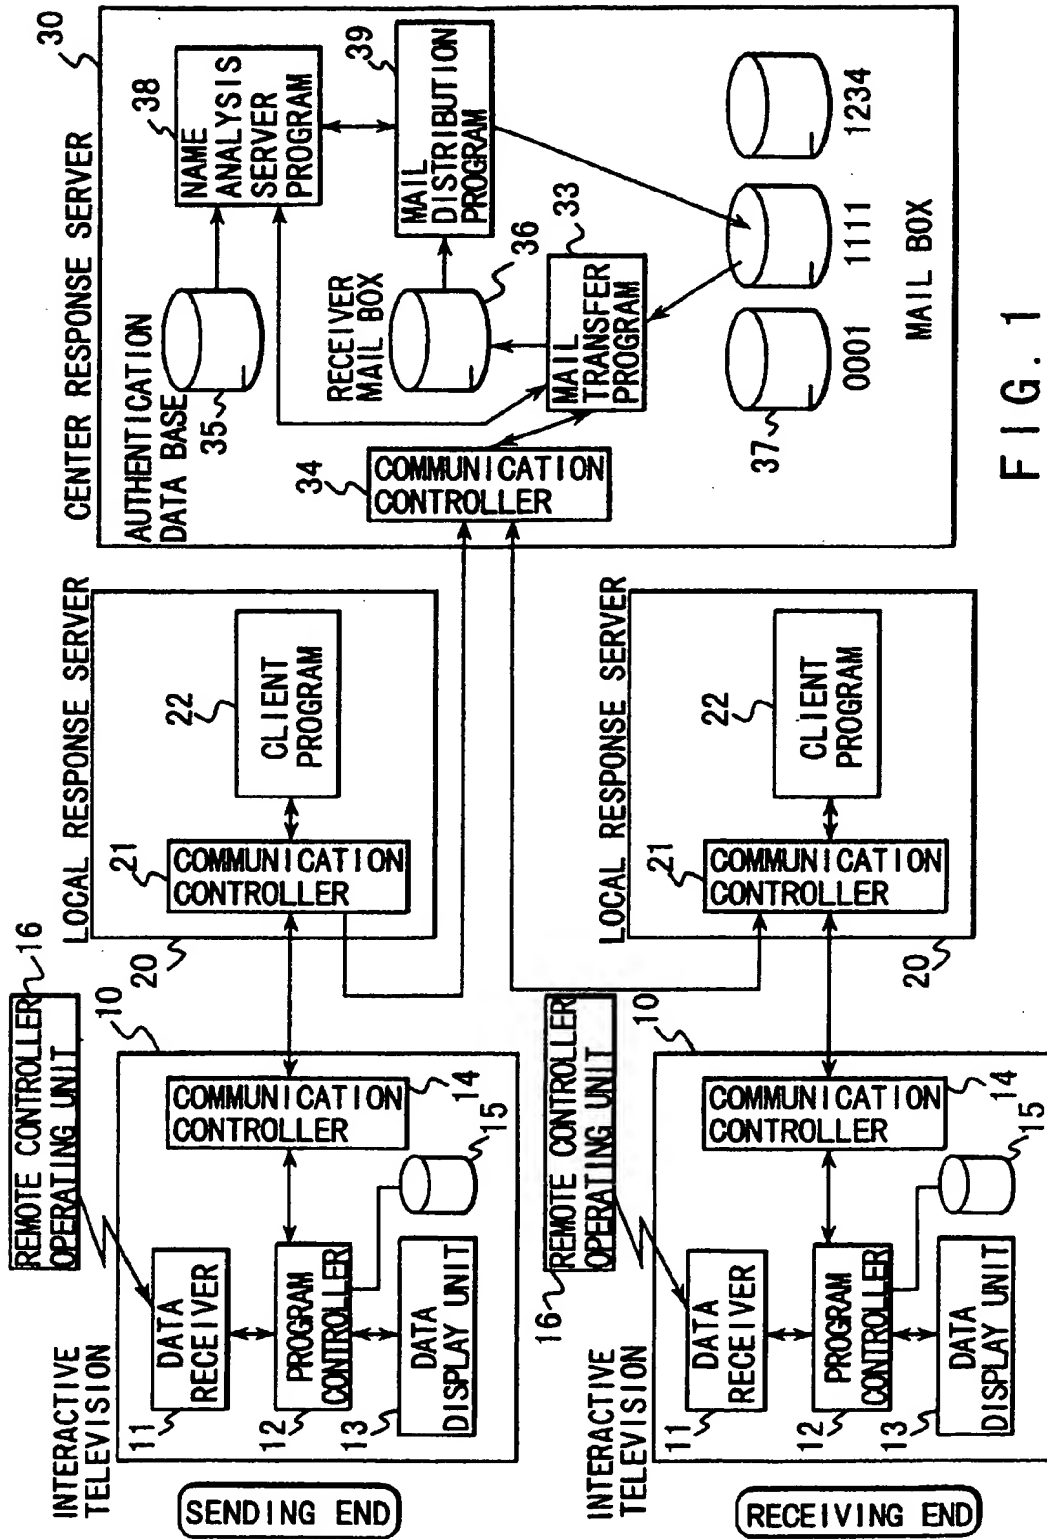 SENDING END
INTERACTIVE
TELEVISION
10
REMOTE CONTROLLER
OPERATING UNIT
16
DATA
RECEIVER
11
PROGRAM
CONTROLLER
12
DATA
DISPLAY UNIT
13
COMMUNICATION
CONTROLLER
14
15
LOCAL RESPONSE SERVER
20
COMMUNICATION
CONTROLLER
21
CLIENT
PROGRAM
22
RECEIVING END
INTERACTIVE
TELEVISION
10
REMOTE CONTROLLER
OPERATING UNIT
16
DATA
RECEIVER
11
PROGRAM
CONTROLLER
12
DATA
DISPLAY UNIT
13
COMMUNICATION
CONTROLLER
14
15
LOCAL RESPONSE SERVER
20
COMMUNICATION
CONTROLLER
21
CLIENT
PROGRAM
22
CENTER RESPONSE SERVER
30
AUTHENTICATION
DATA BASE
35
NAME
ANALYSIS
SERVER
PROGRAM
38
RECEIVER
MAIL BOX
36
MAIL
DISTRIBUTION
PROGRAM
39
COMMUNICATION
CONTROLLER
34
MAIL
TRANSFER
PROGRAM
33
37
0001
1111
1234
MAIL BOX
FIG. 1